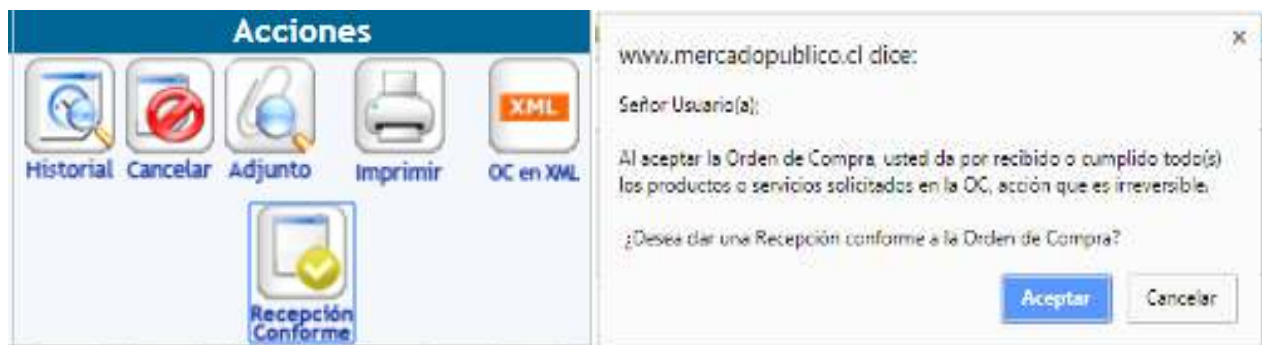 Acciones
Historial
Cancelar
Adjunto
Imprimir
XML
OC en XML
Recepción
Conforme
www.mercadopublico.cl dice:
Señor Usuario(a):
Al aceptar la Orden de Compra, usted da por recibido o cumplido todo(s)
los productos o servicios solicitados en la OC, acción que es irreversible.
¿Desea dar una Recepción conforme a la Orden de Compra?
Aceptar
Cancelar